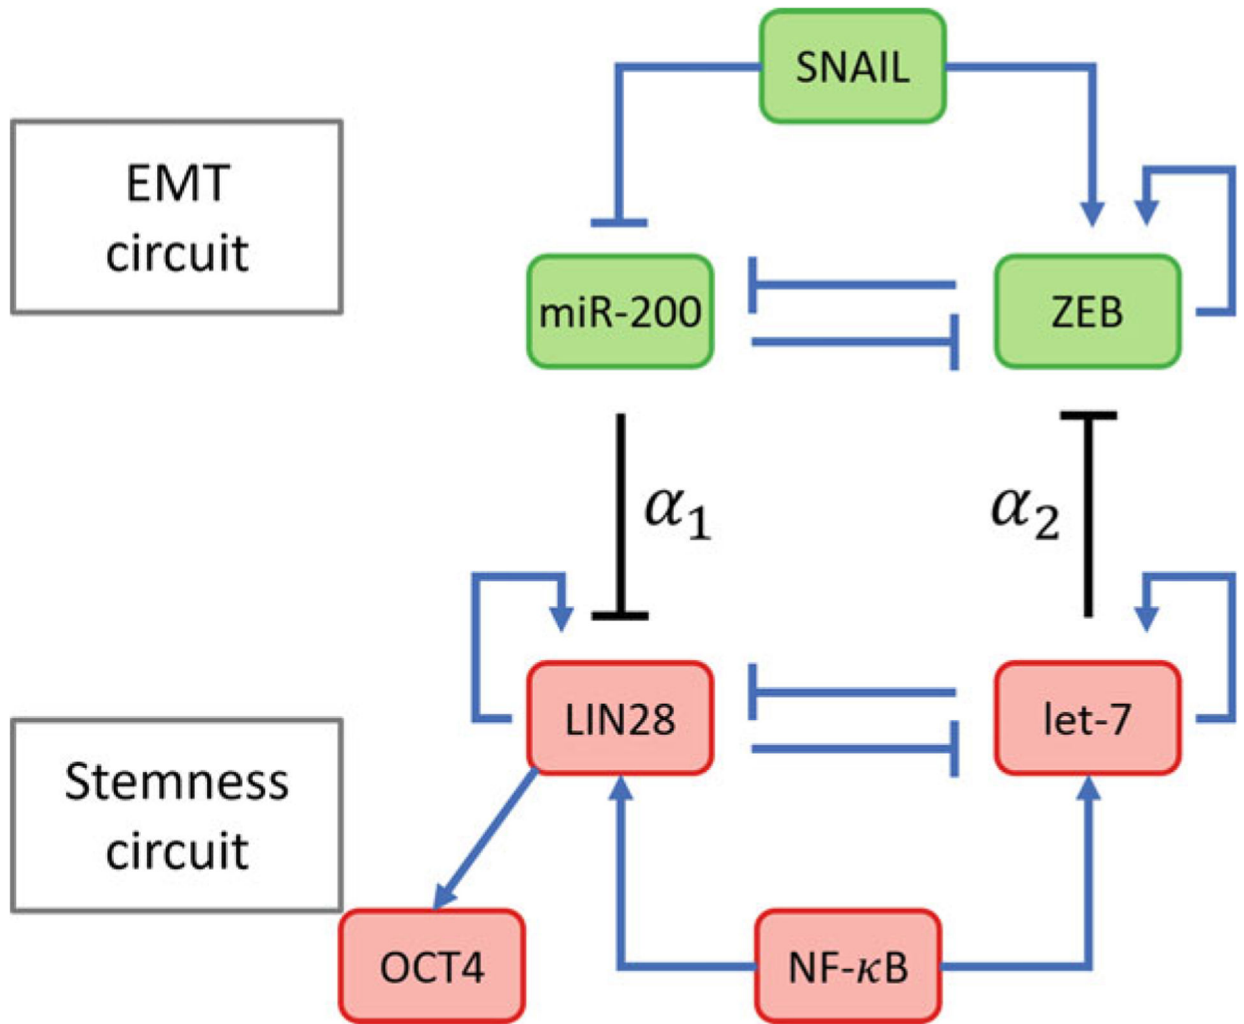 SNAIL
EMT
circuit
miR-200
ZEB
α₁
α₂
LIN28
let-7
Stemness
circuit
OCT4
NF-κB